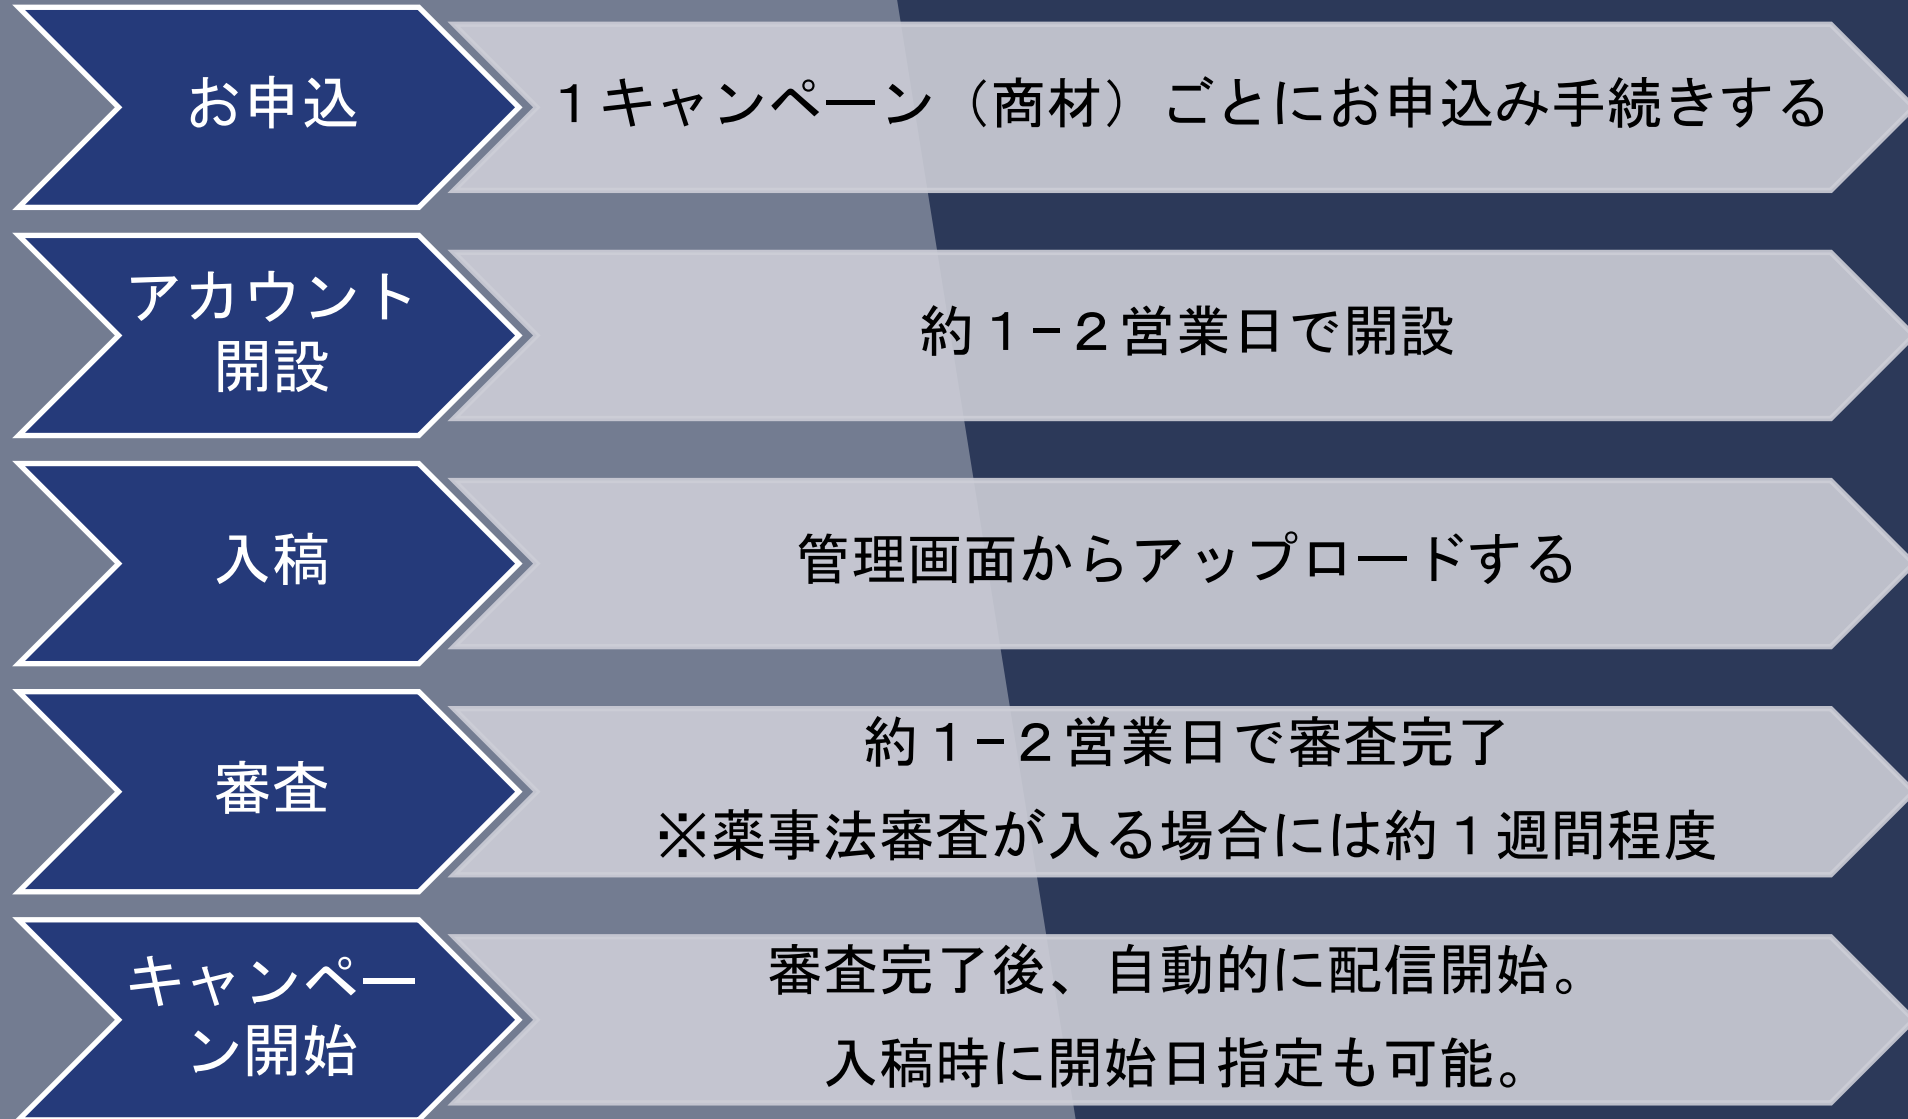 お申込
１キャンペーン（商材）ごとにお申込み手続きする
アカウント
開設
約１−２営業日で開設
入稿
管理画面からアップロードする
審査
約１−２営業日で審査完了
※薬事法審査が入る場合には約１週間程度
キャンペー
ン開始
審査完了後、自動的に配信開始。
入稿時に開始日指定も可能。